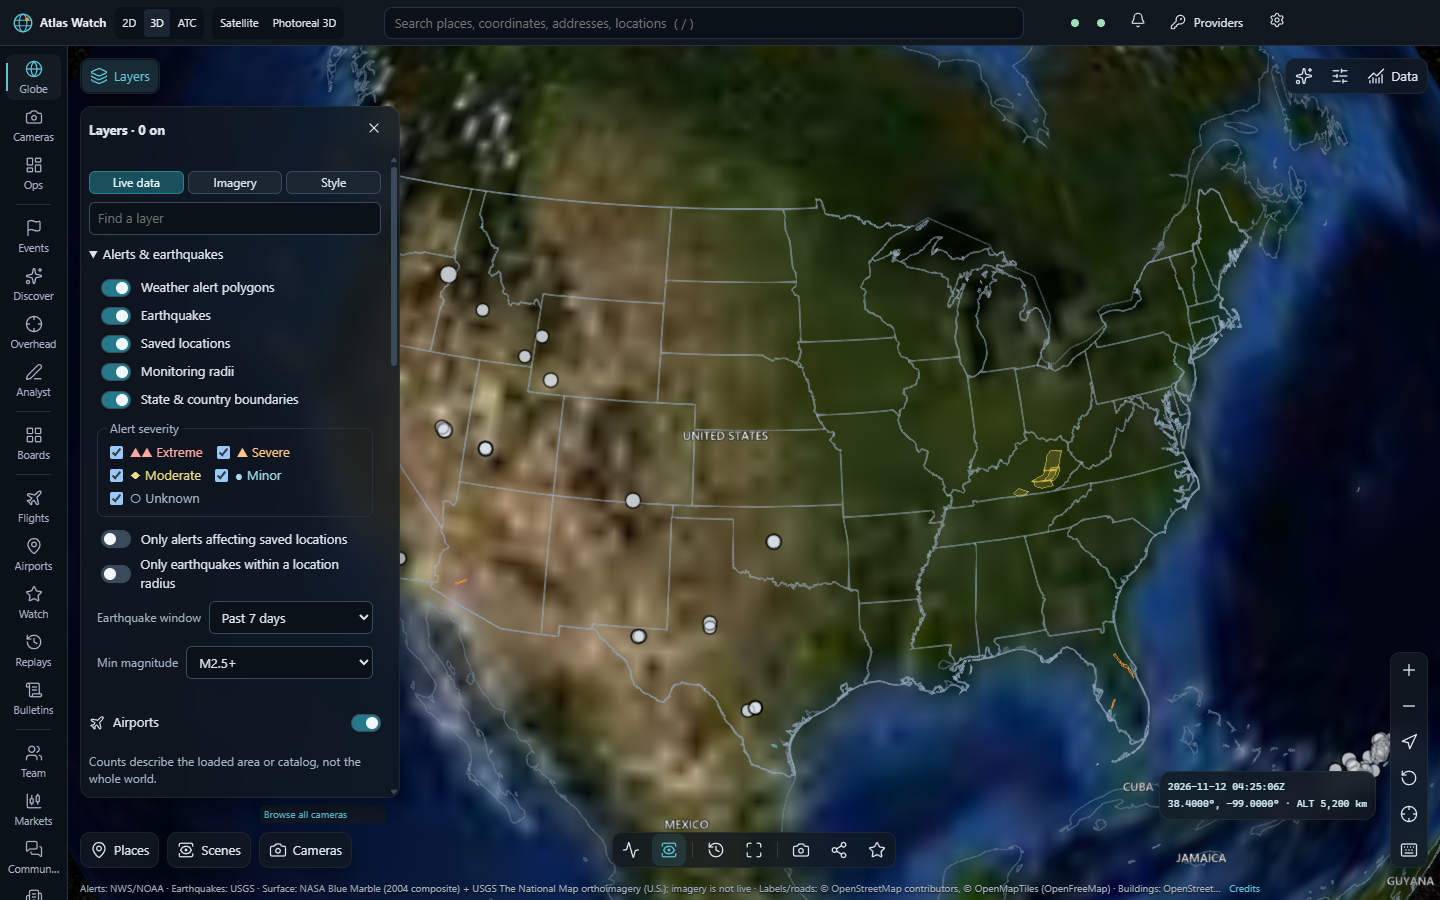 Atlas Watch
2D 3D ATC
Satellite Photoreal 3D
Search places, coordinates, addresses, locations ( / )
Providers
Globe
Cameras
Ops
Events
Discover
Overhead
Analyst
Boards
Flights
Airports
Watch
Replays
Bulletins
Team
Markets
Commun...
Layers
Data
Layers · 0 on
Live data Imagery Style
Find a layer
Alerts & earthquakes
Weather alert polygons
Earthquakes
Saved locations
Monitoring radii
State & country boundaries
Alert severity
Extreme Severe
Moderate Minor
Unknown
Only alerts affecting saved locations
Only earthquakes within a location
radius
Earthquake window Past 7 days
Min magnitude M2.5+
Airports
Counts describe the loaded area or catalog, not the
whole world.
Browse all cameras
Places Scenes Cameras
UNITED STATES
MEXICO
CUBA
JAMAICA
GUYANA
2026-11-12 04:25:06Z
38.4000°, −99.0000° · ALT 5,200 km
Alerts: NWS/NOAA · Earthquakes: USGS · Surface: NASA Blue Marble (2004 composite) + USGS The National Map orthoimagery (U.S.); imagery is not live · Labels/roads: © OpenStreetMap contributors, © OpenMapTiles (OpenFreeMap) · Buildings: OpenStreet... Credits